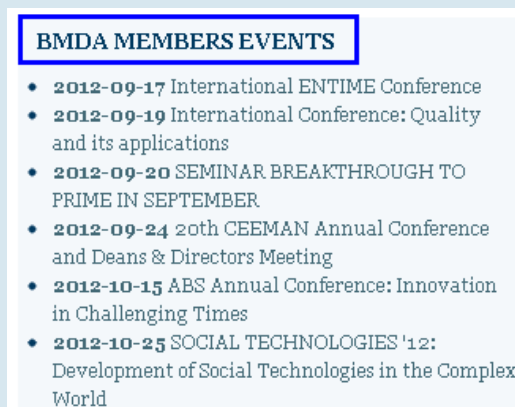 BMDA MEMBERS EVENTS
• 2012-09-17 International ENTIME Conference
• 2012-09-19 International Conference: Quality
and its applications
• 2012-09-20 SEMINAR BREAKTHROUGH TO
PRIME IN SEPTEMBER
• 2012-09-24 20th CEEMAN Annual Conference
and Deans & Directors Meeting
• 2012-10-15 ABS Annual Conference: Innovation
in Challenging Times
• 2012-10-25 SOCIAL TECHNOLOGIES '12:
Development of Social Technologies in the Complex
World